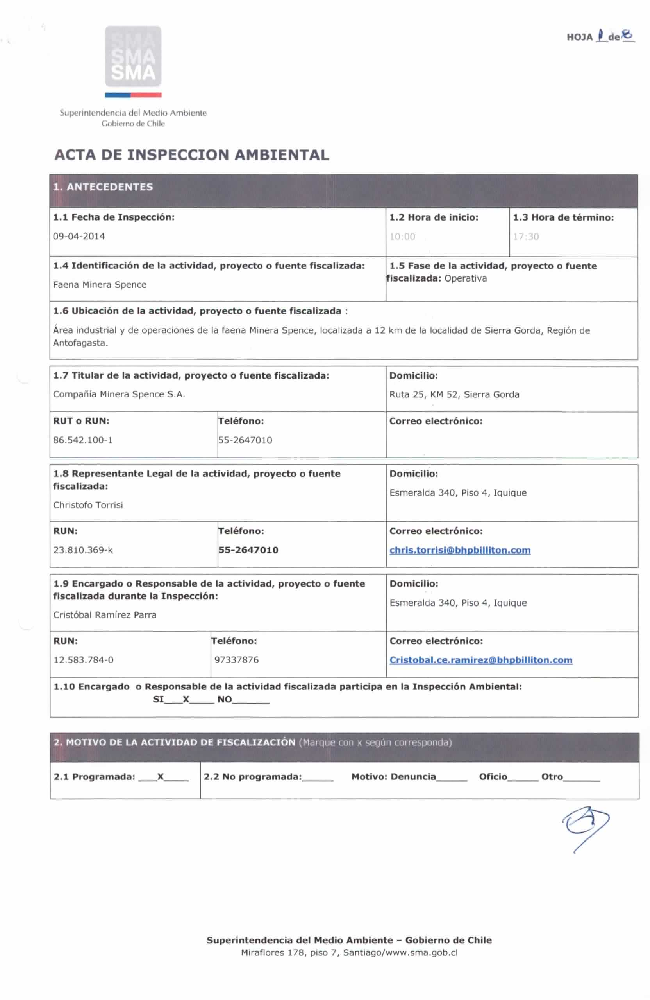 HOJA 1 de 8
SMA
SMA
SMA
Superintendencia del Medio Ambiente
Gobierno de Chile
ACTA DE INSPECCION AMBIENTAL
1. ANTECEDENTES
1.1 Fecha de Inspección:
09-04-2014
1.2 Hora de inicio:
10:00
1.3 Hora de término:
17:30
1.4 Identificación de la actividad, proyecto o fuente fiscalizada:
Faena Minera Spence
1.5 Fase de la actividad, proyecto o fuente
fiscalizada: Operativa
1.6 Ubicación de la actividad, proyecto o fuente fiscalizada :
Área industrial y de operaciones de la faena Minera Spence, localizada a 12 km de la localidad de Sierra Gorda, Región de
Antofagasta.
1.7 Titular de la actividad, proyecto o fuente fiscalizada:
Compañía Minera Spence S.A.
Domicilio:
Ruta 25, KM 52, Sierra Gorda
RUT o RUN:
86.542.100-1
Teléfono:
55-2647010
Correo electrónico:
1.8 Representante Legal de la actividad, proyecto o fuente
fiscalizada:
Christofo Torrisi
Domicilio:
Esmeralda 340, Piso 4, Iquique
RUN:
23.810.369-k
Teléfono:
55-2647010
Correo electrónico:
chris.torrisi@bhpbilliton.com
1.9 Encargado o Responsable de la actividad, proyecto o fuente
fiscalizada durante la Inspección:
Cristóbal Ramírez Parra
Domicilio:
Esmeralda 340, Piso 4, Iquique
RUN:
12.583.784-0
Teléfono:
97337876
Correo electrónico:
Cristobal.ce.ramirez@bhpbilliton.com
1.10 Encargado o Responsable de la actividad fiscalizada participa en la Inspección Ambiental:
SI___X____ NO______
2. MOTIVO DE LA ACTIVIDAD DE FISCALIZACIÓN (Marque con x según corresponda)
2.1 Programada: ___X____
2.2 No programada:_____ Motivo: Denuncia_____ Oficio_____ Otro______
Superintendencia del Medio Ambiente – Gobierno de Chile
Miraflores 178, piso 7, Santiago/www.sma.gob.cl